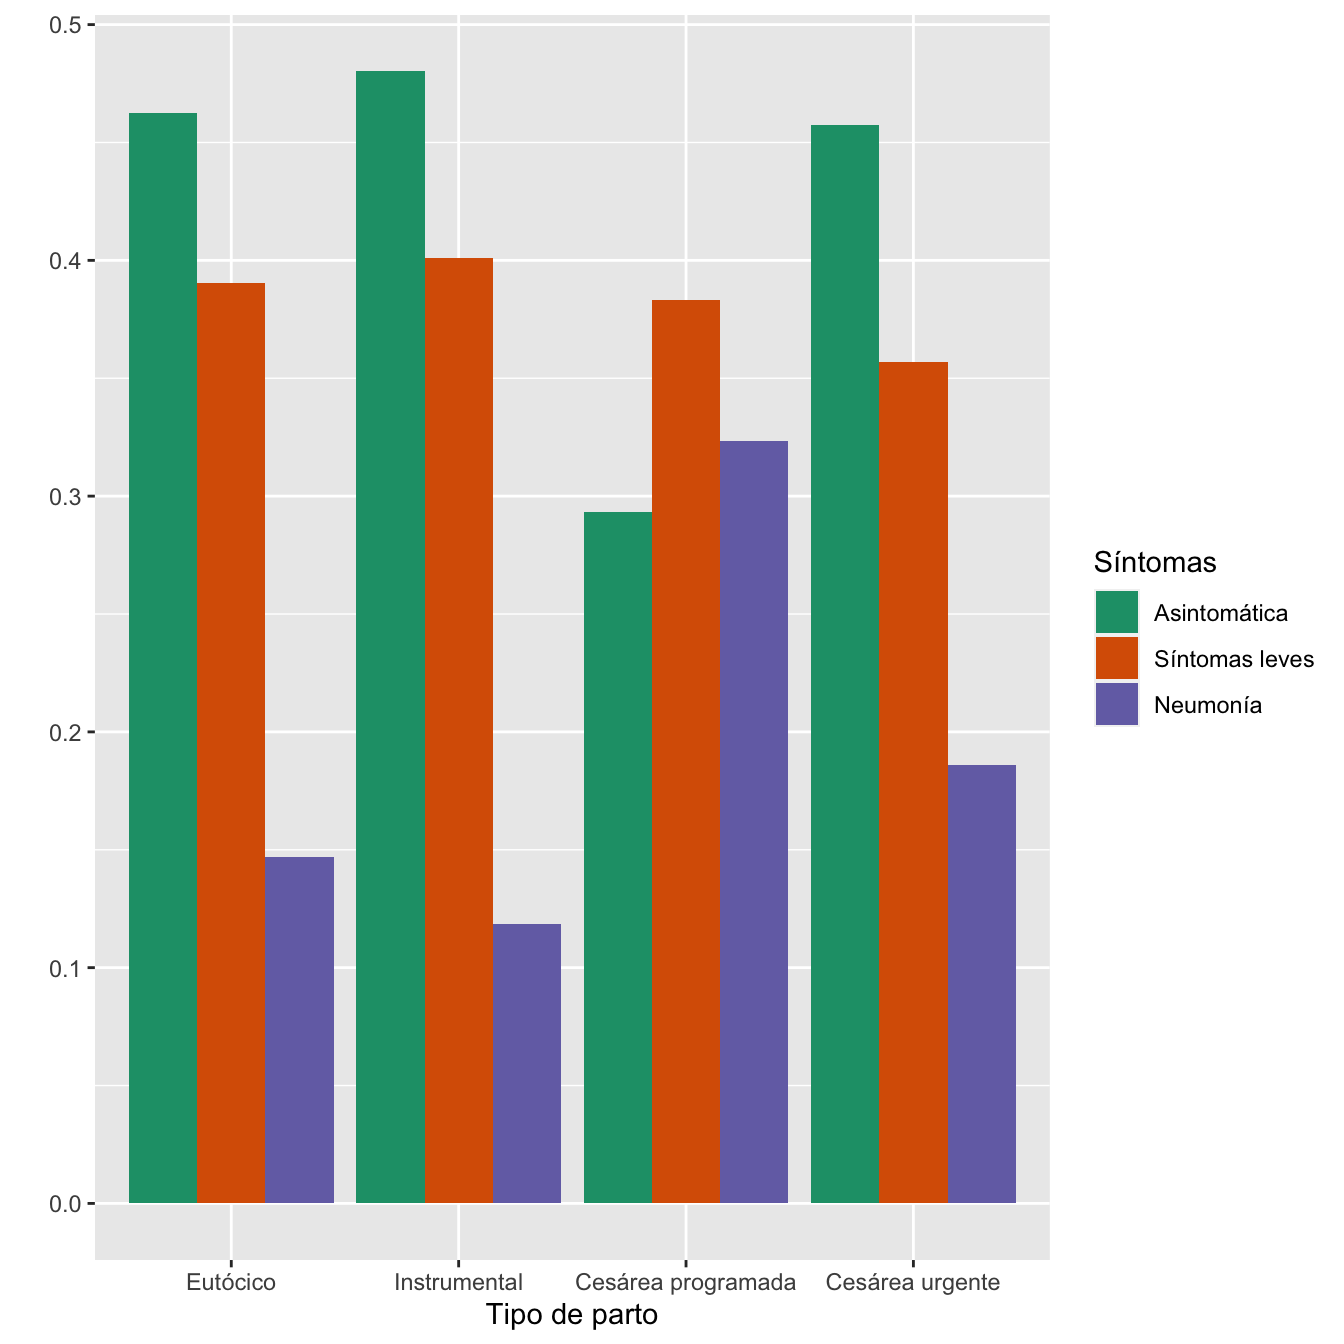 0.5
0.4
0.3
0.2
0.1
0.0
Eutócico
Instrumental
Cesárea programada
Cesárea urgente
Tipo de parto
Síntomas
Asintomática
Síntomas leves
Neumonía